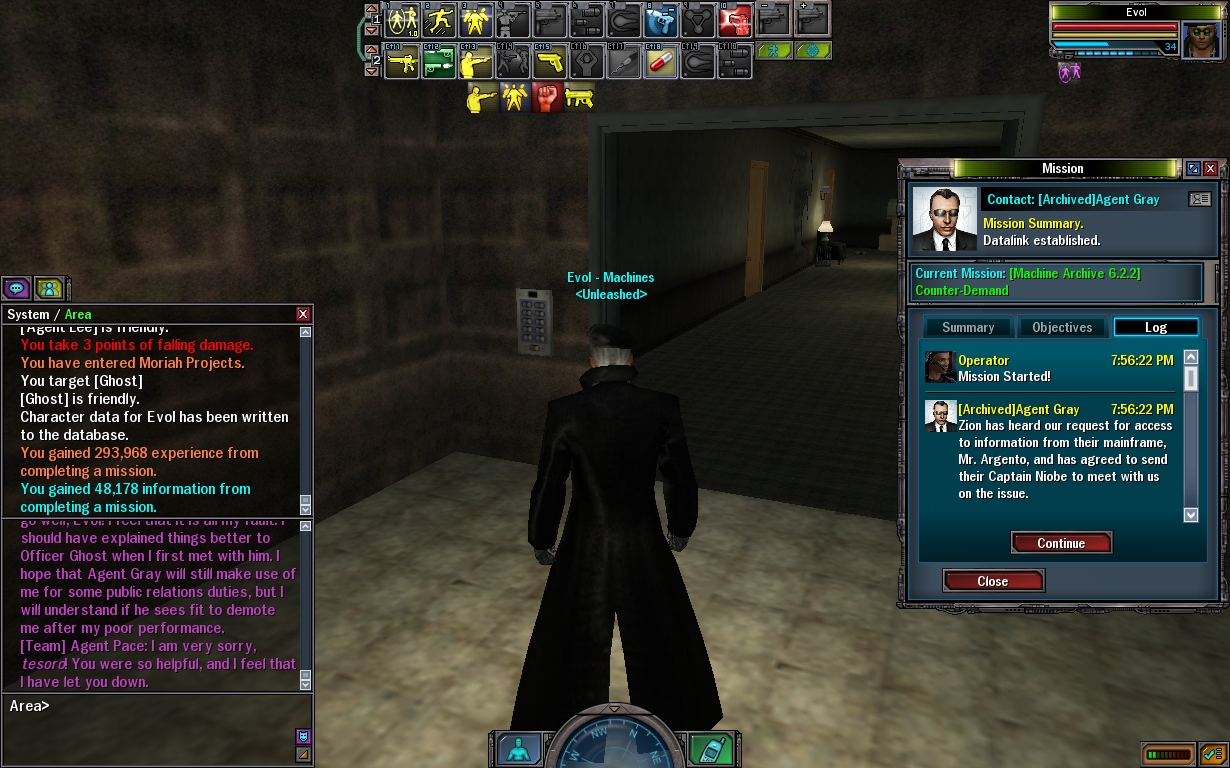 Evol
34
1
2
1.0
Evol - Machines
<Unleashed>
System / Area
[Agent Lee] is friendly.
You take 3 points of falling damage.
You have entered Moriah Projects.
You target [Ghost]
[Ghost] is friendly.
Character data for Evol has been written
to the database.
You gained 293,968 experience from
completing a mission.
You gained 48,178 information from
completing a mission.
go well, Evol! I feel that it is all my fault. I
should have explained things better to
Officer Ghost when I first met with him. I
hope that Agent Gray will still make use of
me for some public relations duties, but I
will understand if he sees fit to demote
me after my poor performance.
[Team] Agent Pace: I am very sorry,
tesoro! You were so helpful, and I feel that
I have let you down.
Area>
Mission
Contact: [Archived]Agent Gray
Mission Summary.
Datalink established.
Current Mission: [Machine Archive 6.2.2]
Counter-Demand
Summary
Objectives
Log
Operator 7:56:22 PM
Mission Started!
[Archived]Agent Gray 7:56:22 PM
Zion has heard our request for access
to information from their mainframe,
Mr. Argento, and has agreed to send
their Captain Niobe to meet with us
on the issue.
Continue
Close
W NW N NE